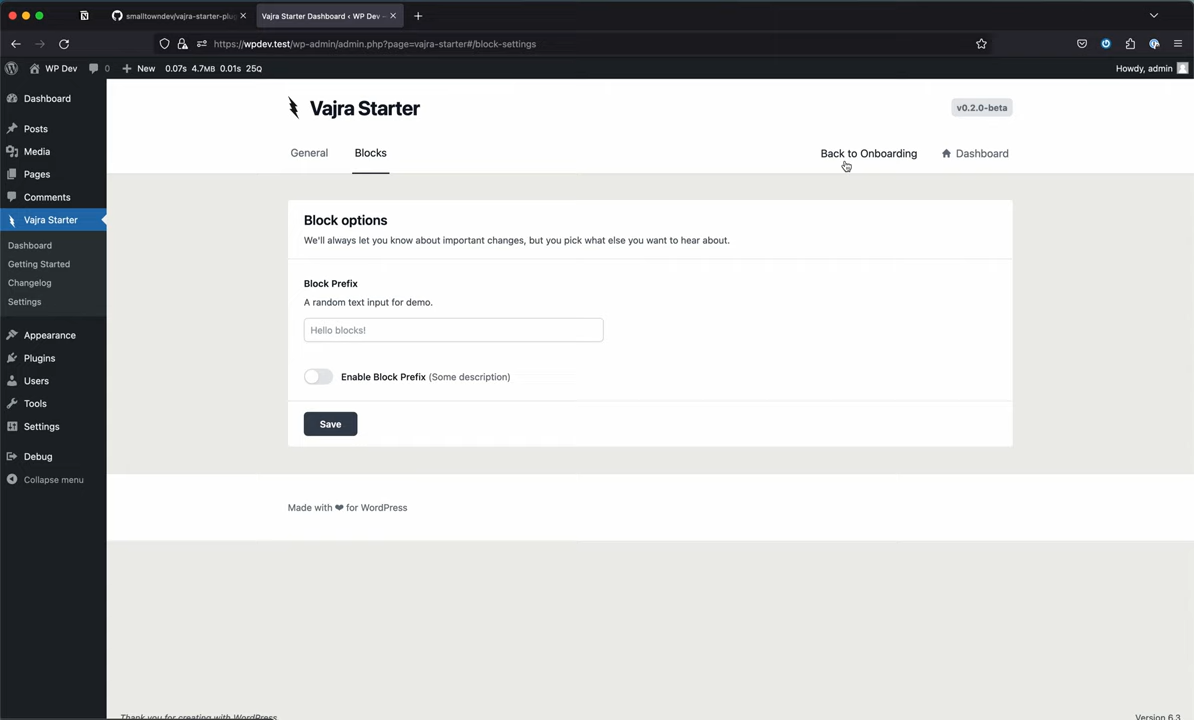 smalltowndev/vajra-starter-plug
Vajra Starter Dashboard ‹ WP Dev —
https://wpdev.test/wp-admin/admin.php?page=vajra-starter#/block-settings
WP Dev 0 New 0.07s 4.7MB 0.01s 25Q Howdy, admin
Dashboard
Posts
Media
Pages
Comments
Vajra Starter
Dashboard
Getting Started
Changelog
Settings
Appearance
Plugins
Users
Tools
Settings
Debug
Collapse menu
Vajra Starter
v0.2.0-beta
General Blocks Back to Onboarding Dashboard
Block options
We'll always let you know about important changes, but you pick what else you want to hear about.
Block Prefix
A random text input for demo.
Hello blocks!
Enable Block Prefix (Some description)
Save
Made with ❤ for WordPress
Thank you for creating with WordPress
Version 6.3